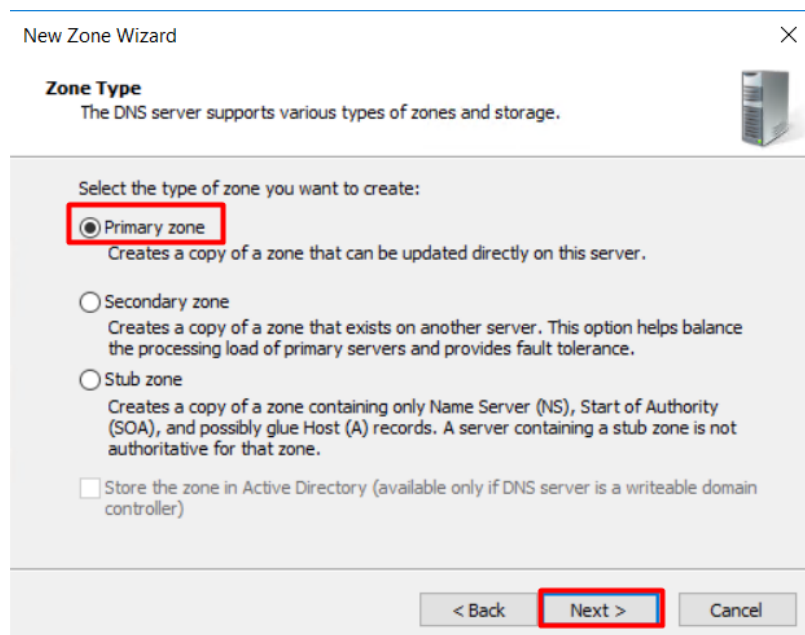 New Zone Wizard
Zone Type
The DNS server supports various types of zones and storage.
Select the type of zone you want to create:
Primary zone
Creates a copy of a zone that can be updated directly on this server.
Secondary zone
Creates a copy of a zone that exists on another server. This option helps balance
the processing load of primary servers and provides fault tolerance.
Stub zone
Creates a copy of a zone containing only Name Server (NS), Start of Authority
(SOA), and possibly glue Host (A) records. A server containing a stub zone is not
authoritative for that zone.
Store the zone in Active Directory (available only if DNS server is a writeable domain
controller)
< Back Next > Cancel